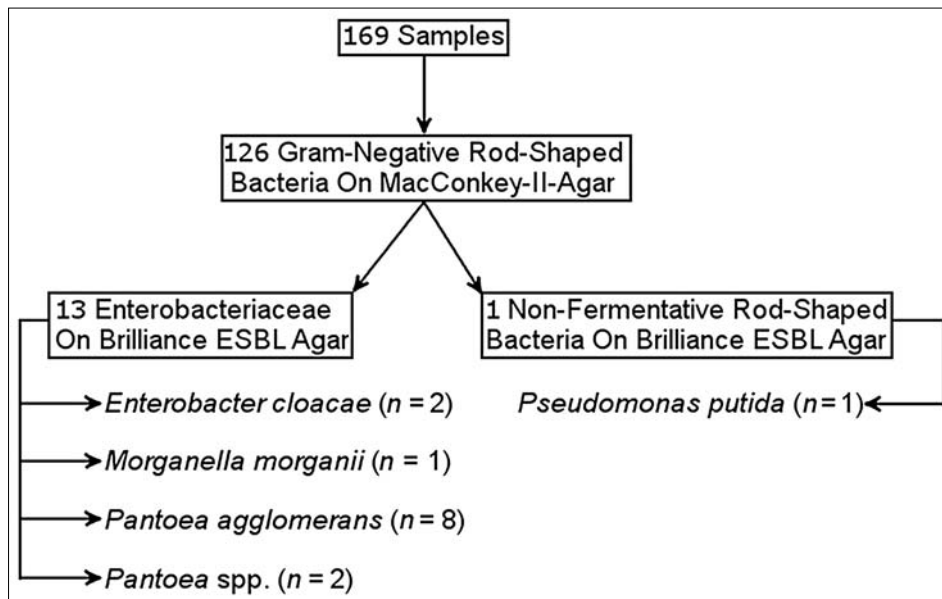 169 Samples
126 Gram-Negative Rod-Shaped
Bacteria On MacConkey-II-Agar
13 Enterobacteriaceae
On Brilliance ESBL Agar
1 Non-Fermentative Rod-Shaped
Bacteria On Brilliance ESBL Agar
Enterobacter cloacae (n = 2)
Morganella morganii (n = 1)
Pantoea agglomerans (n = 8)
Pantoea spp. (n = 2)
Pseudomonas putida (n = 1)